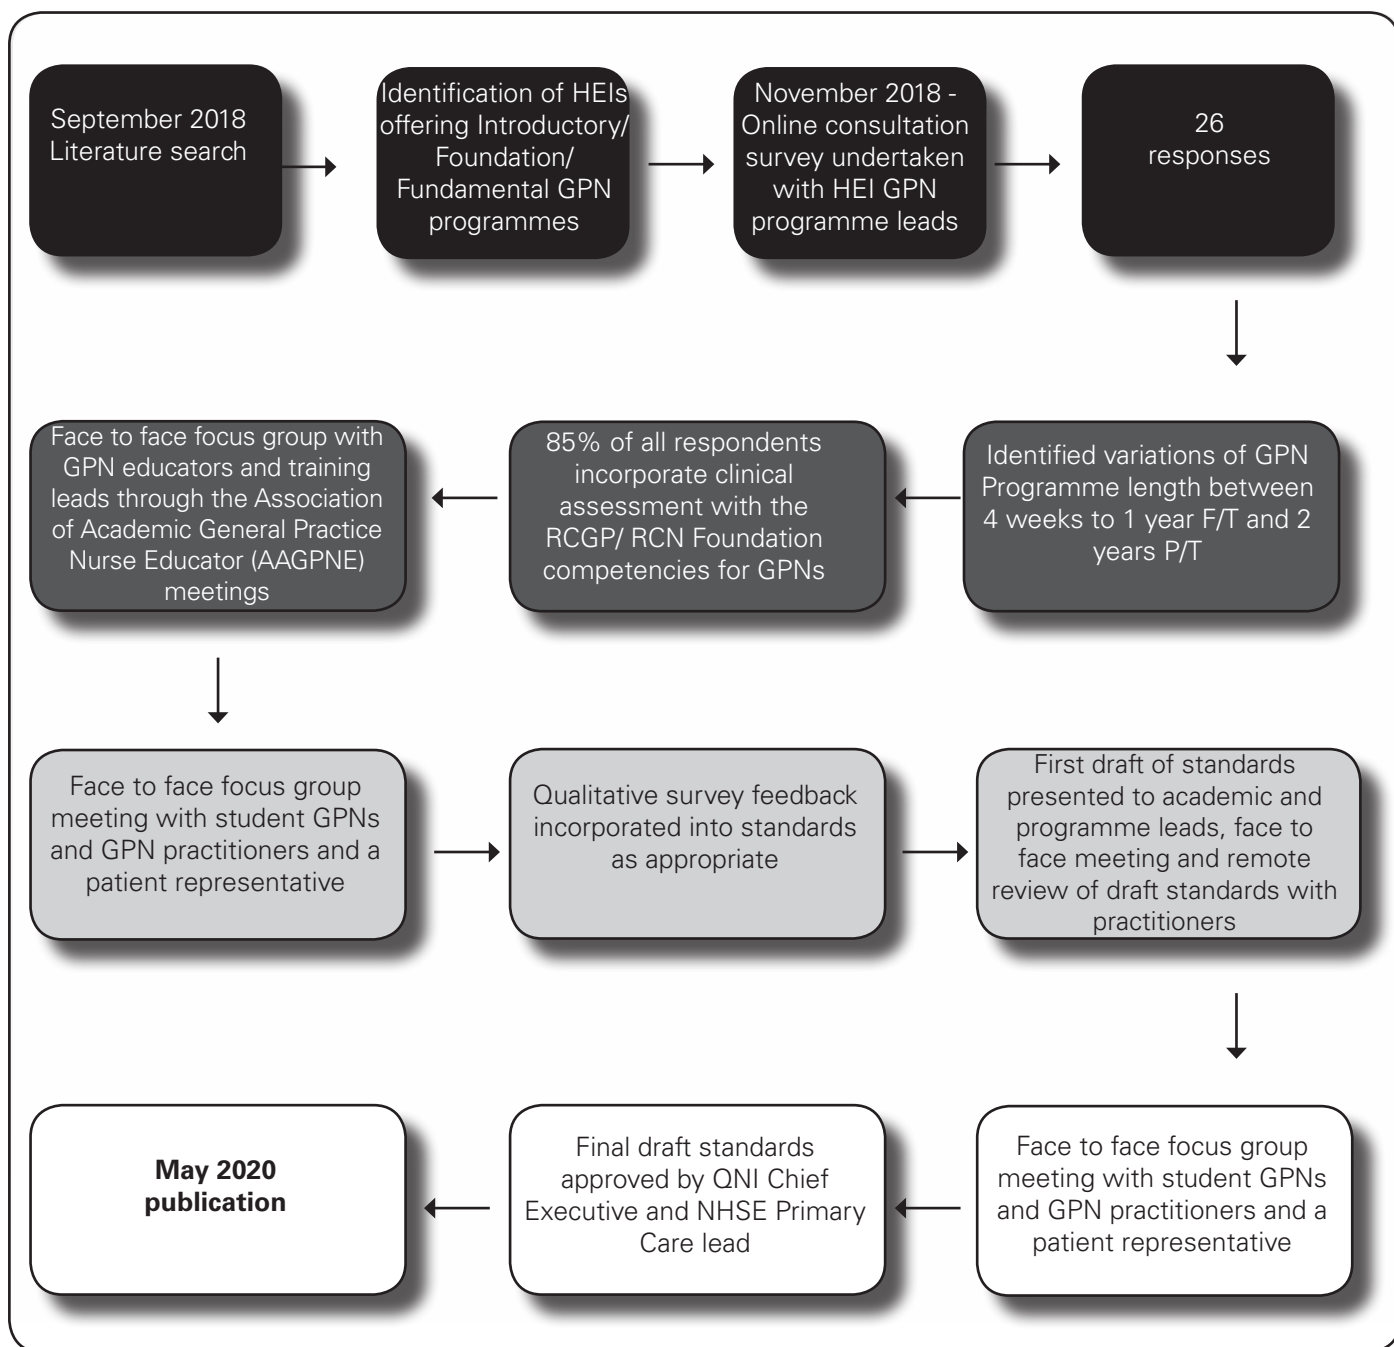 September 2018
Literature search
Identification of HEIs
offering Introductory/
Foundation/
Fundamental GPN
programmes
November 2018 -
Online consultation
survey undertaken
with HEI GPN
programme leads
26
responses
Identified variations of GPN
Programme length between
4 weeks to 1 year F/T and 2
years P/T
85% of all respondents
incorporate clinical
assessment with the
RCGP/ RCN Foundation
competencies for GPNs
Face to face focus group with
GPN educators and training
leads through the Association
of Academic General Practice
Nurse Educator (AAGPNE)
meetings
Face to face focus group
meeting with student GPNs
and GPN practitioners and a
patient representative
Qualitative survey feedback
incorporated into standards
as appropriate
First draft of standards
presented to academic and
programme leads, face to
face meeting and remote
review of draft standards with
practitioners
Face to face focus group
meeting with student GPNs
and GPN practitioners and a
patient representative
Final draft standards
approved by QNI Chief
Executive and NHSE Primary
Care lead
May 2020
publication